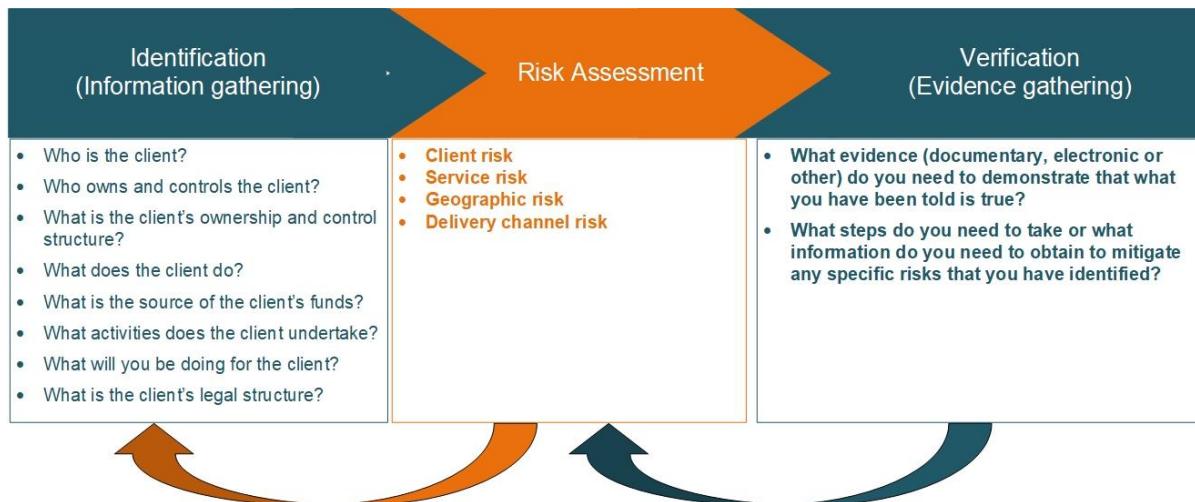 Identification
(Information gathering)
Risk Assessment
Verification
(Evidence gathering)
• Who is the client?
• Who owns and controls the client?
• What is the client's ownership and control
structure?
• What does the client do?
• What is the source of the client's funds?
• What activities does the client undertake?
• What will you be doing for the client?
• What is the client's legal structure?
• Client risk
• Service risk
• Geographic risk
• Delivery channel risk
• What evidence (documentary, electronic or
other) do you need to demonstrate that what
you have been told is true?
• What steps do you need to take or what
information do you need to obtain to mitigate
any specific risks that you have identified?